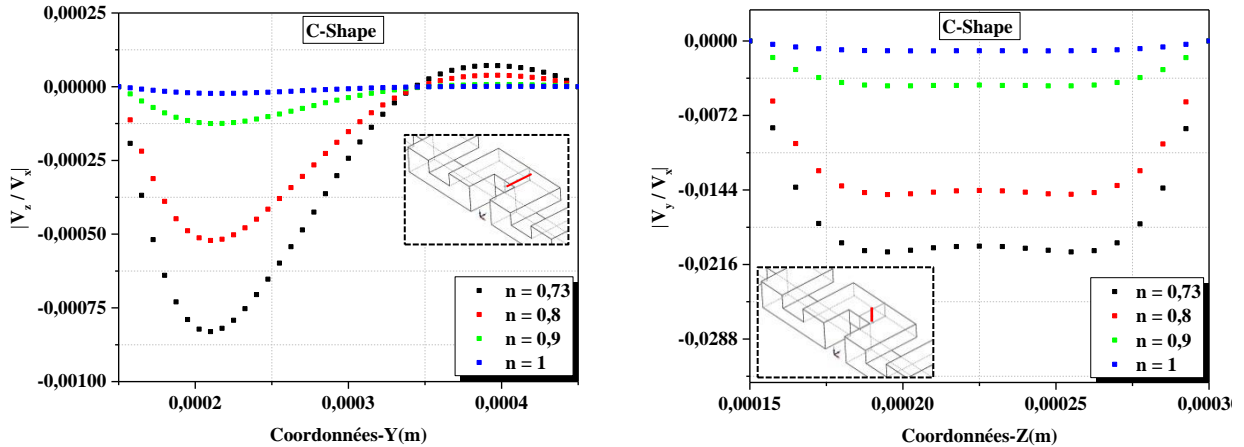 C-Shape
0,00025
0,00000
-0,00025
-0,00050
-0,00075
-0,00100
|V_z / V_x|
n = 0,73
n = 0,8
n = 0,9
n = 1
0,0002 0,0003 0,0004
Coordonnées-Y(m)
C-Shape
0,0000
-0,0072
-0,0144
-0,0216
-0,0288
|V_y / V_x|
n = 0,73
n = 0,8
n = 0,9
n = 1
0,00015 0,00020 0,00025 0,00030
Coordonnées-Z(m)